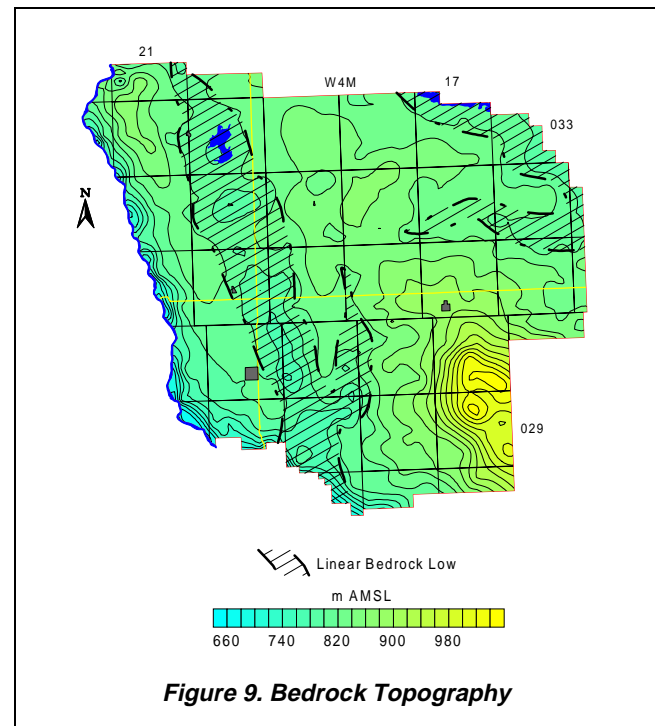 21
W4M
17
033
N
029
Linear Bedrock Low
m AMSL
660 740 820 900 980
Figure 9. Bedrock Topography